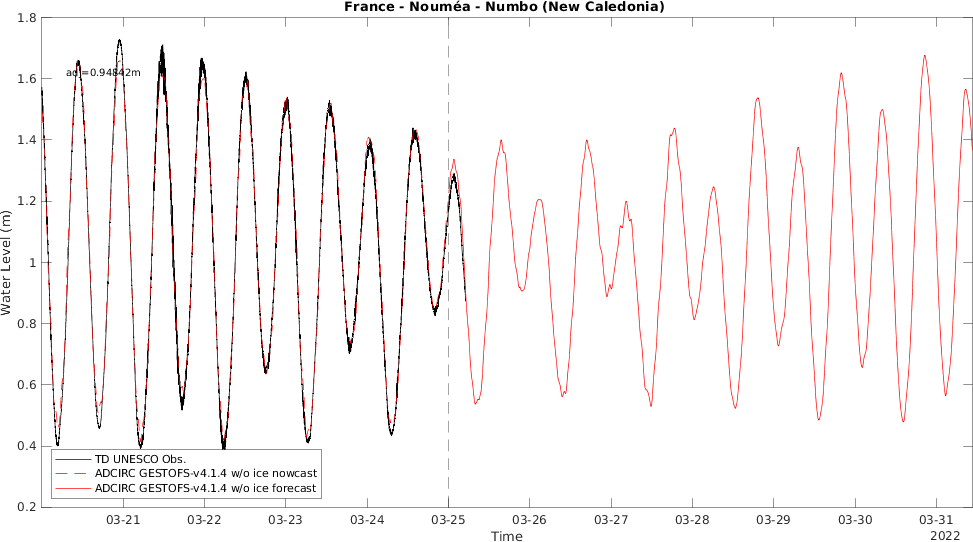 France - Nouméa - Numbo (New Caledonia)
1.8
1.6
1.4
1.2
1
0.8
0.6
0.4
0.2
Water Level (m)
adj=0.94842m
TD UNESCO Obs.
ADCIRC GESTOFS-v4.1.4 w/o ice nowcast
ADCIRC GESTOFS-v4.1.4 w/o ice forecast
03-21 03-22 03-23 03-24 03-25 03-26 03-27 03-28 03-29 03-30 03-31
Time
2022